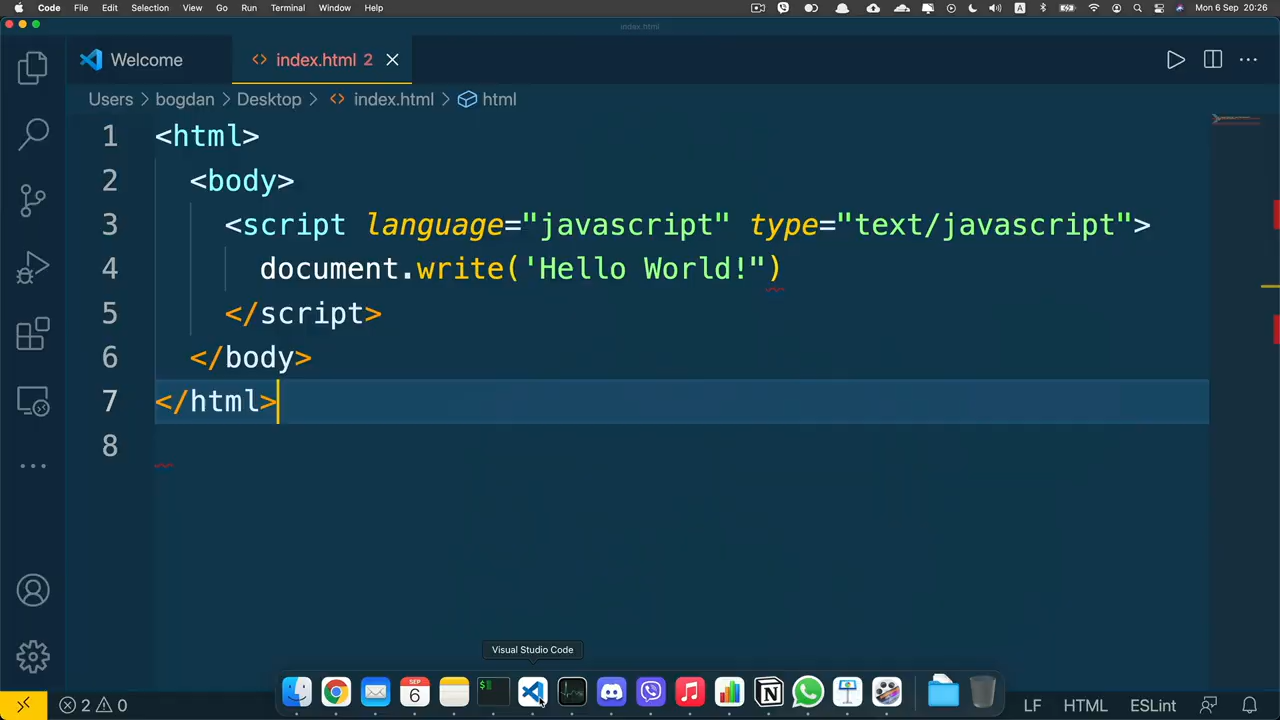 Code File Edit Selection View Go Run Terminal Window Help A Mon 6 Sep 20:26
index.html
Welcome <> index.html 2
Users > bogdan > Desktop > <> index.html > html
1 <html>
2 <body>
3 <script language="javascript" type="text/javascript">
4 document.write('Hello World!")
5 </script>
6 </body>
7 </html>
8
Visual Studio Code
SEP
6
$
2 0 LF HTML ESLint